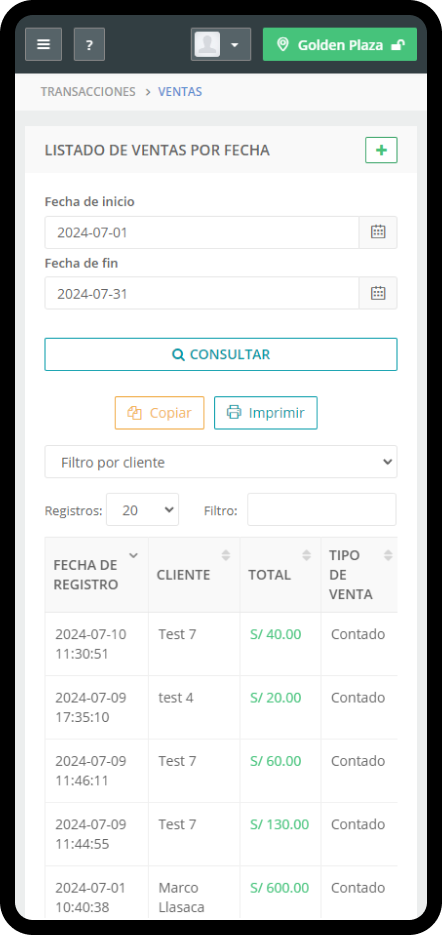 ?
Golden Plaza
TRANSACCIONES > VENTAS
LISTADO DE VENTAS POR FECHA
+
Fecha de inicio
2024-07-01
Fecha de fin
2024-07-31
CONSULTAR
Copiar Imprimir
Filtro por cliente
Registros: 20 Filtro:
FECHA DE
REGISTRO
CLIENTE
TOTAL
TIPO
DE
VENTA
2024-07-10
11:30:51
Test 7
S/ 40.00
Contado
2024-07-09
17:35:10
test 4
S/ 20.00
Contado
2024-07-09
11:46:11
Test 7
S/ 60.00
Contado
2024-07-09
11:44:55
Test 7
S/ 130.00
Contado
2024-07-01
10:40:38
Marco
Llasaca
S/ 600.00
Contado